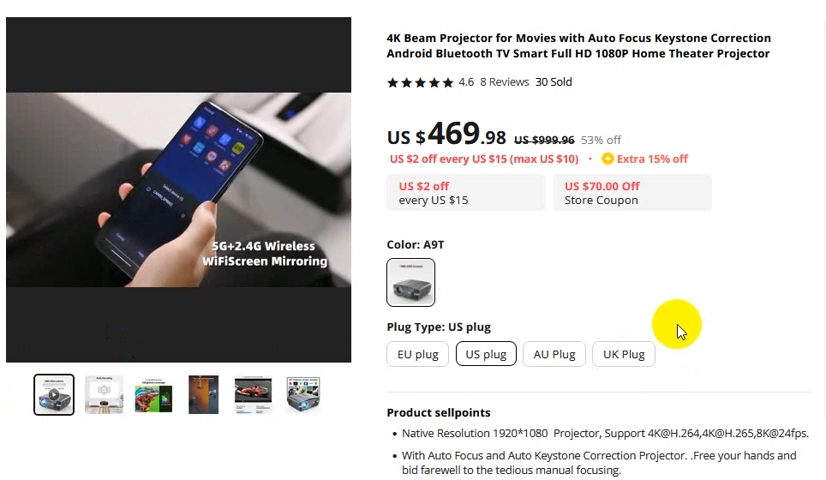 4K Beam Projector for Movies with Auto Focus Keystone Correction
Android Bluetooth TV Smart Full HD 1080P Home Theater Projector
4.6 8 Reviews 30 Sold
US $469.98 US $999.96 53% off
US $2 off every US $15 (max US $10) · Extra 15% off
US $2 off
every US $15
US $70.00 Off
Store Coupon
5G+2.4G Wireless
WiFiScreen Mirroring
Color: A9T
Plug Type: US plug
EU plug US plug AU Plug UK Plug
Product sellpoints
• Native Resolution 1920*1080 Projector, Support 4K@H.264,4K@H.265,8K@24fps.
• With Auto Focus and Auto Keystone Correction Projector. .Free your hands and
bid farewell to the tedious manual focusing.